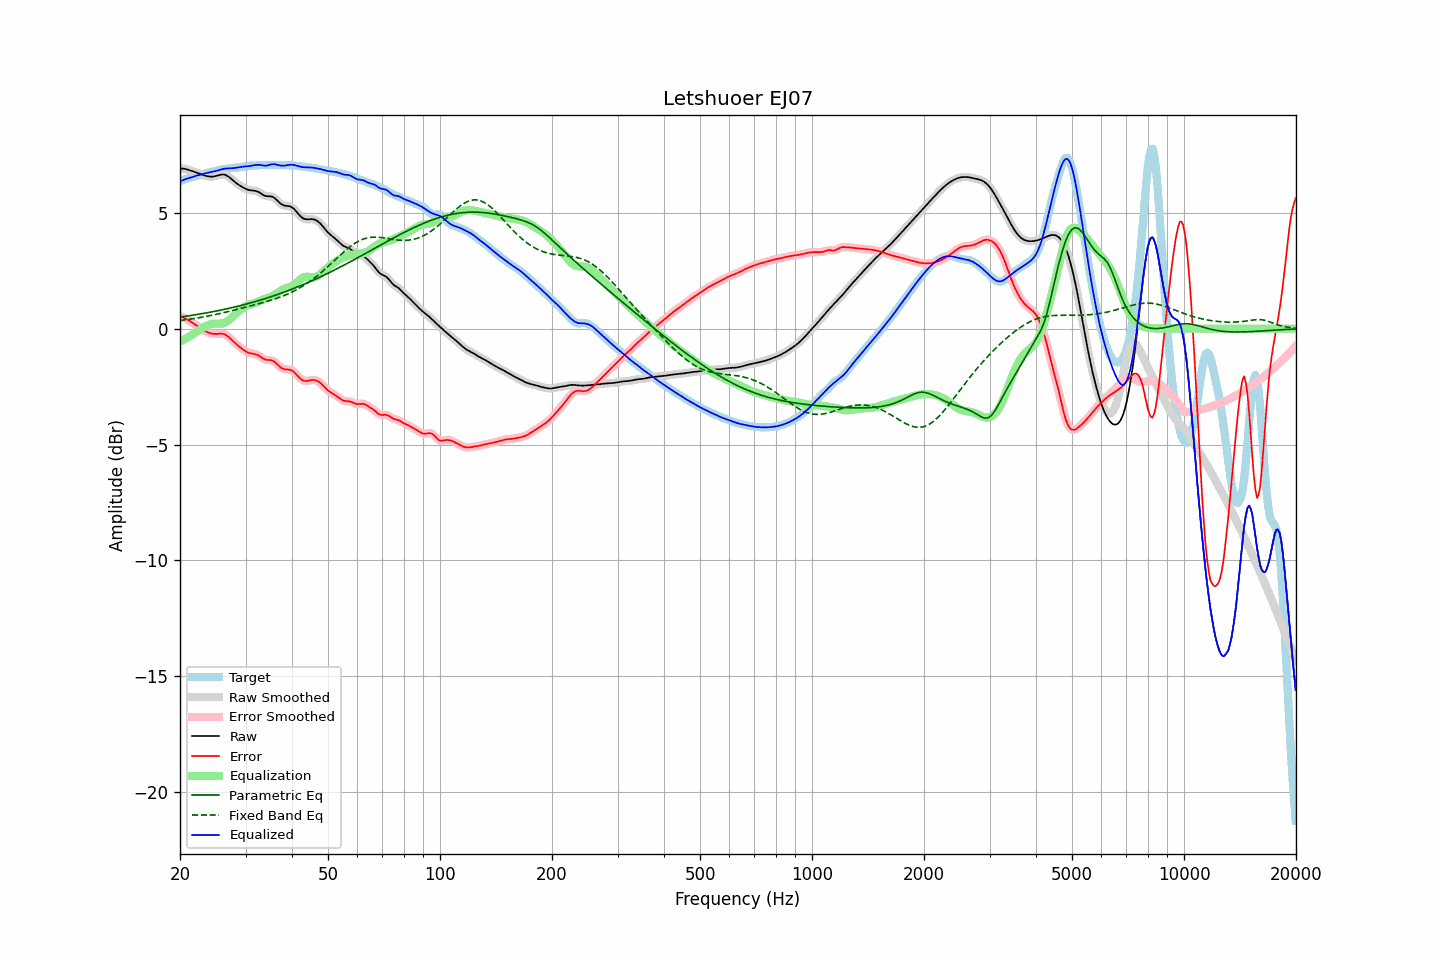 Letshuoer EJ07
Amplitude (dBr)
5
0
−5
−10
−15
−20
Target
Raw Smoothed
Error Smoothed
Raw
Error
Equalization
Parametric Eq
Fixed Band Eq
Equalized
20 50 100 200 500 1000 2000 5000 10000 20000
Frequency (Hz)